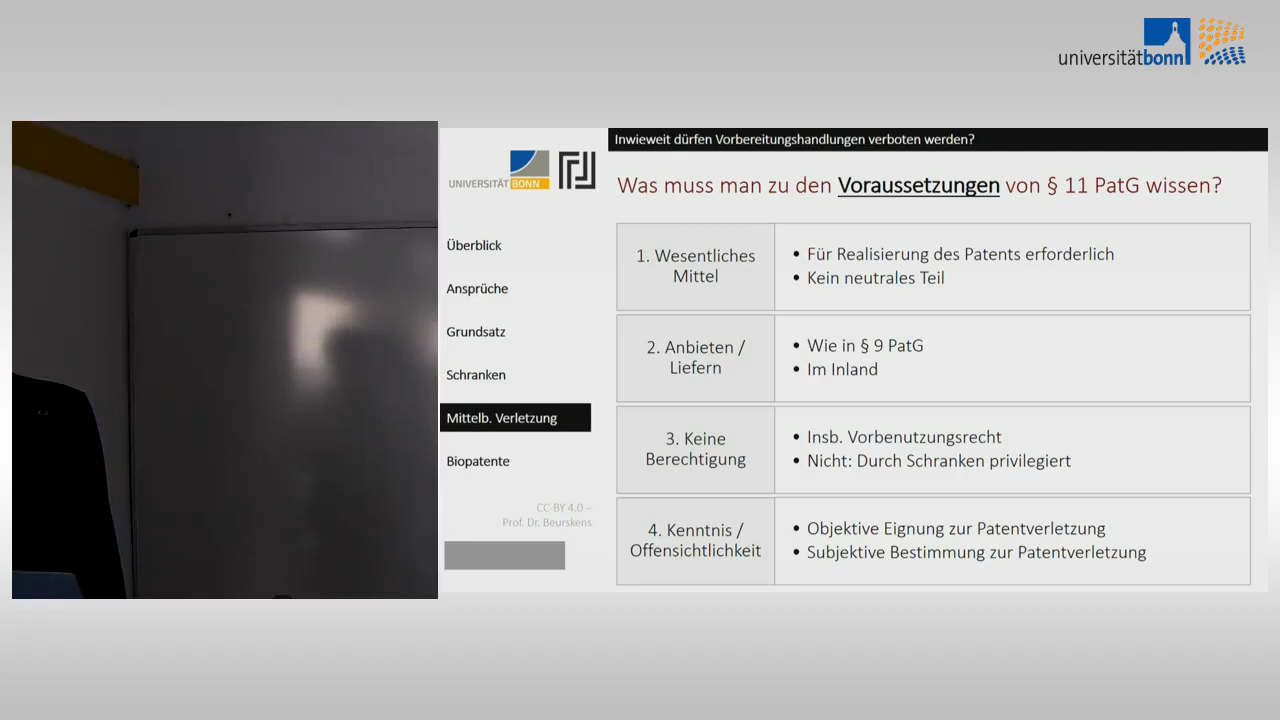 universitätbonn
Inwieweit dürfen Vorbereitungshandlungen verboten werden?
UNIVERSITÄT BONN
Was muss man zu den Voraussetzungen von § 11 PatG wissen?
Überblick
Ansprüche
Grundsatz
Schranken
Mittelb. Verletzung
Biopatente
CC-BY 4.0 –
Prof. Dr. Beurskens
1. Wesentliches
Mittel
• Für Realisierung des Patents erforderlich
• Kein neutrales Teil
2. Anbieten /
Liefern
• Wie in § 9 PatG
• Im Inland
3. Keine
Berechtigung
• Insb. Vorbenutzungsrecht
• Nicht: Durch Schranken privilegiert
4. Kenntnis /
Offensichtlichkeit
• Objektive Eignung zur Patentverletzung
• Subjektive Bestimmung zur Patentverletzung